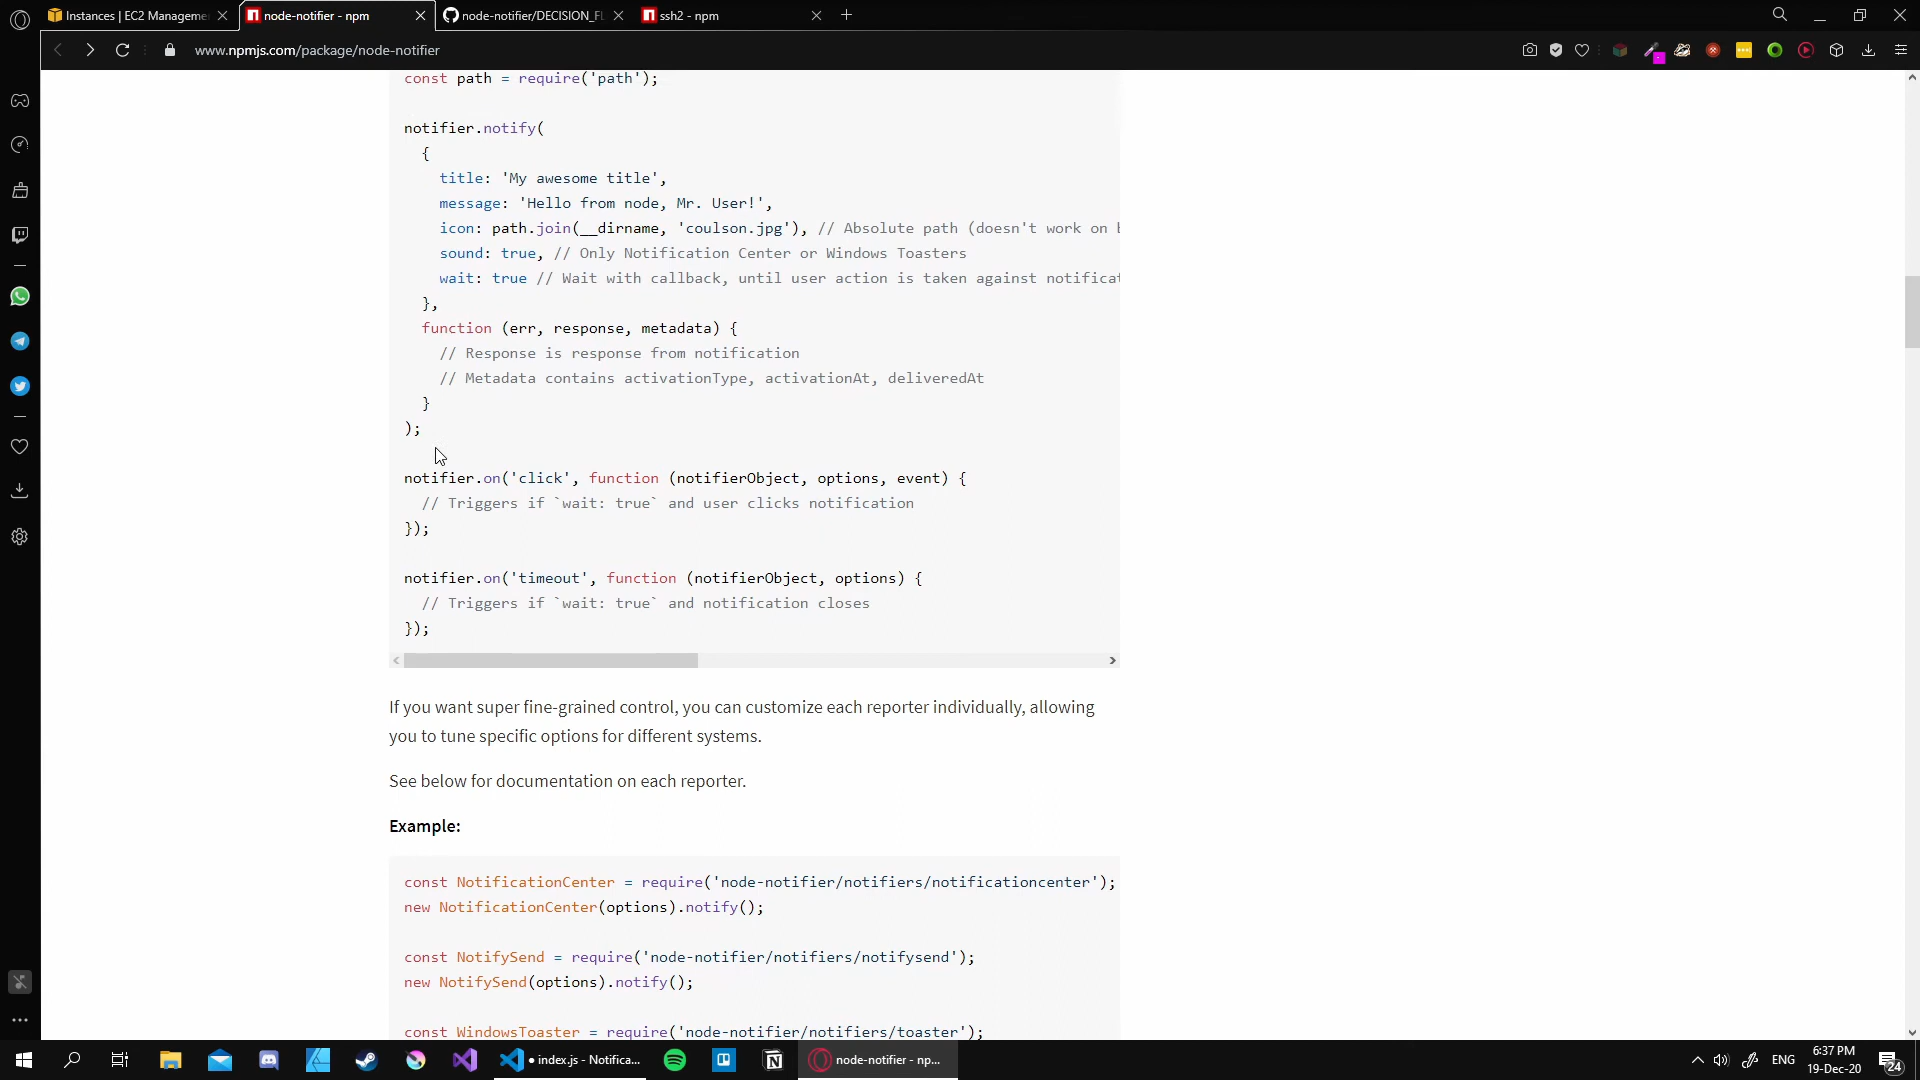 Instances | EC2 Manageme
node-notifier - npm
node-notifier/DECISION_FL
ssh2 - npm
www.npmjs.com/package/node-notifier
const path = require('path');
notifier.notify(
{
title: 'My awesome title',
message: 'Hello from node, Mr. User!',
icon: path.join(__dirname, 'coulson.jpg'), // Absolute path (doesn't work on b
sound: true, // Only Notification Center or Windows Toasters
wait: true // Wait with callback, until user action is taken against notificat
},
function (err, response, metadata) {
// Response is response from notification
// Metadata contains activationType, activationAt, deliveredAt
}
);
notifier.on('click', function (notifierObject, options, event) {
// Triggers if `wait: true` and user clicks notification
});
notifier.on('timeout', function (notifierObject, options) {
// Triggers if `wait: true` and notification closes
});
If you want super fine-grained control, you can customize each reporter individually, allowing
you to tune specific options for different systems.
See below for documentation on each reporter.
Example:
const NotificationCenter = require('node-notifier/notifiers/notificationcenter');
new NotificationCenter(options).notify();
const NotifySend = require('node-notifier/notifiers/notifysend');
new NotifySend(options).notify();
const WindowsToaster = require('node-notifier/notifiers/toaster');
● index.js - Notifica...
node-notifier - np...
ENG
6:37 PM
19-Dec-20
24